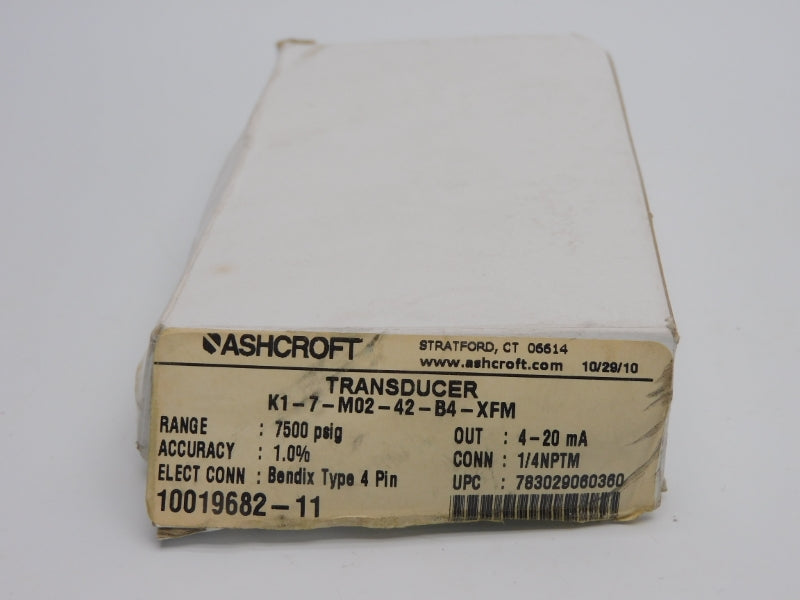 ASHCROFT STRATFORD, CT 06614
www.ashcroft.com 10/29/10
TRANSDUCER
K1-7-M02-42-B4-XFM
RANGE : 7500 psig OUT : 4-20 mA
ACCURACY : 1.0% CONN : 1/4NPTM
ELECT CONN : Bendix Type 4 Pin UPC : 783029060360
10019682-11